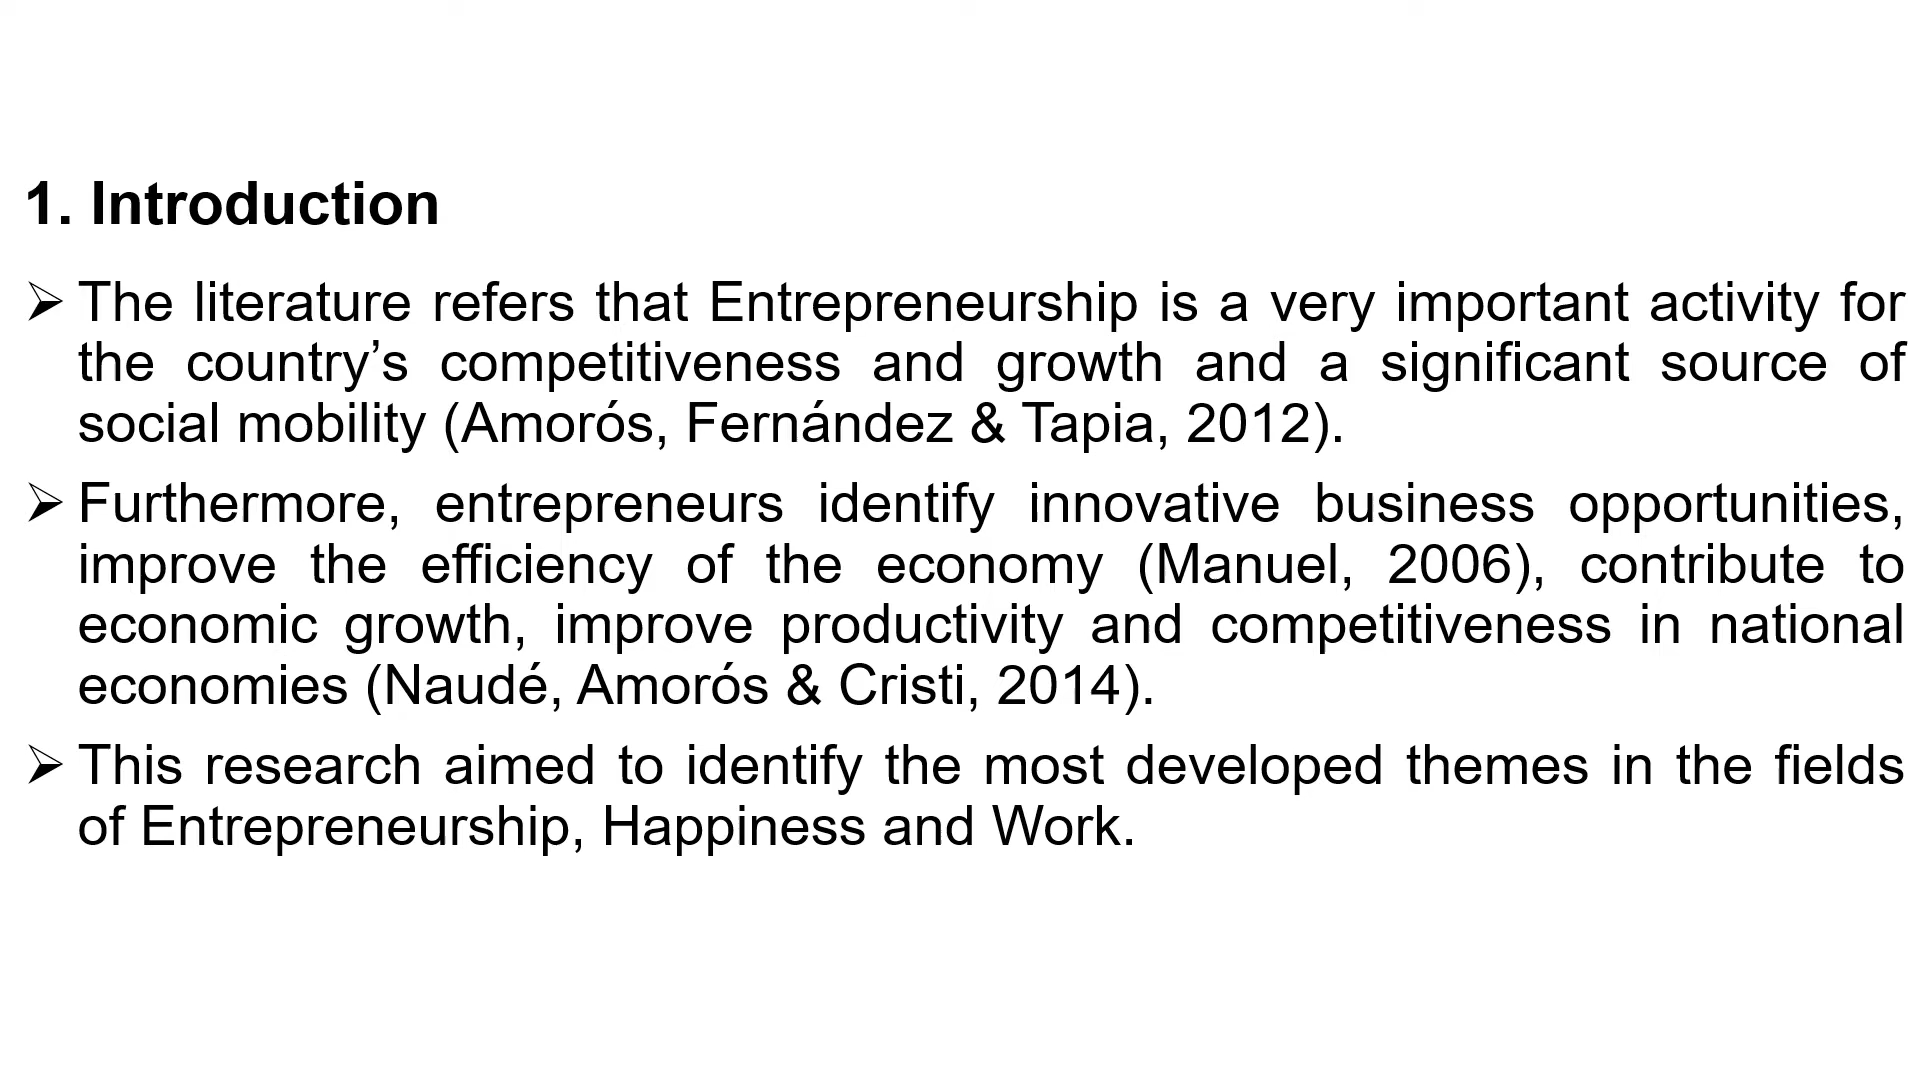 1. Introduction
➢ The literature refers that Entrepreneurship is a very important activity for
the country’s competitiveness and growth and a significant source of
social mobility (Amorós, Fernández & Tapia, 2012).
➢ Furthermore, entrepreneurs identify innovative business opportunities,
improve the efficiency of the economy (Manuel, 2006), contribute to
economic growth, improve productivity and competitiveness in national
economies (Naudé, Amorós & Cristi, 2014).
➢ This research aimed to identify the most developed themes in the fields
of Entrepreneurship, Happiness and Work.